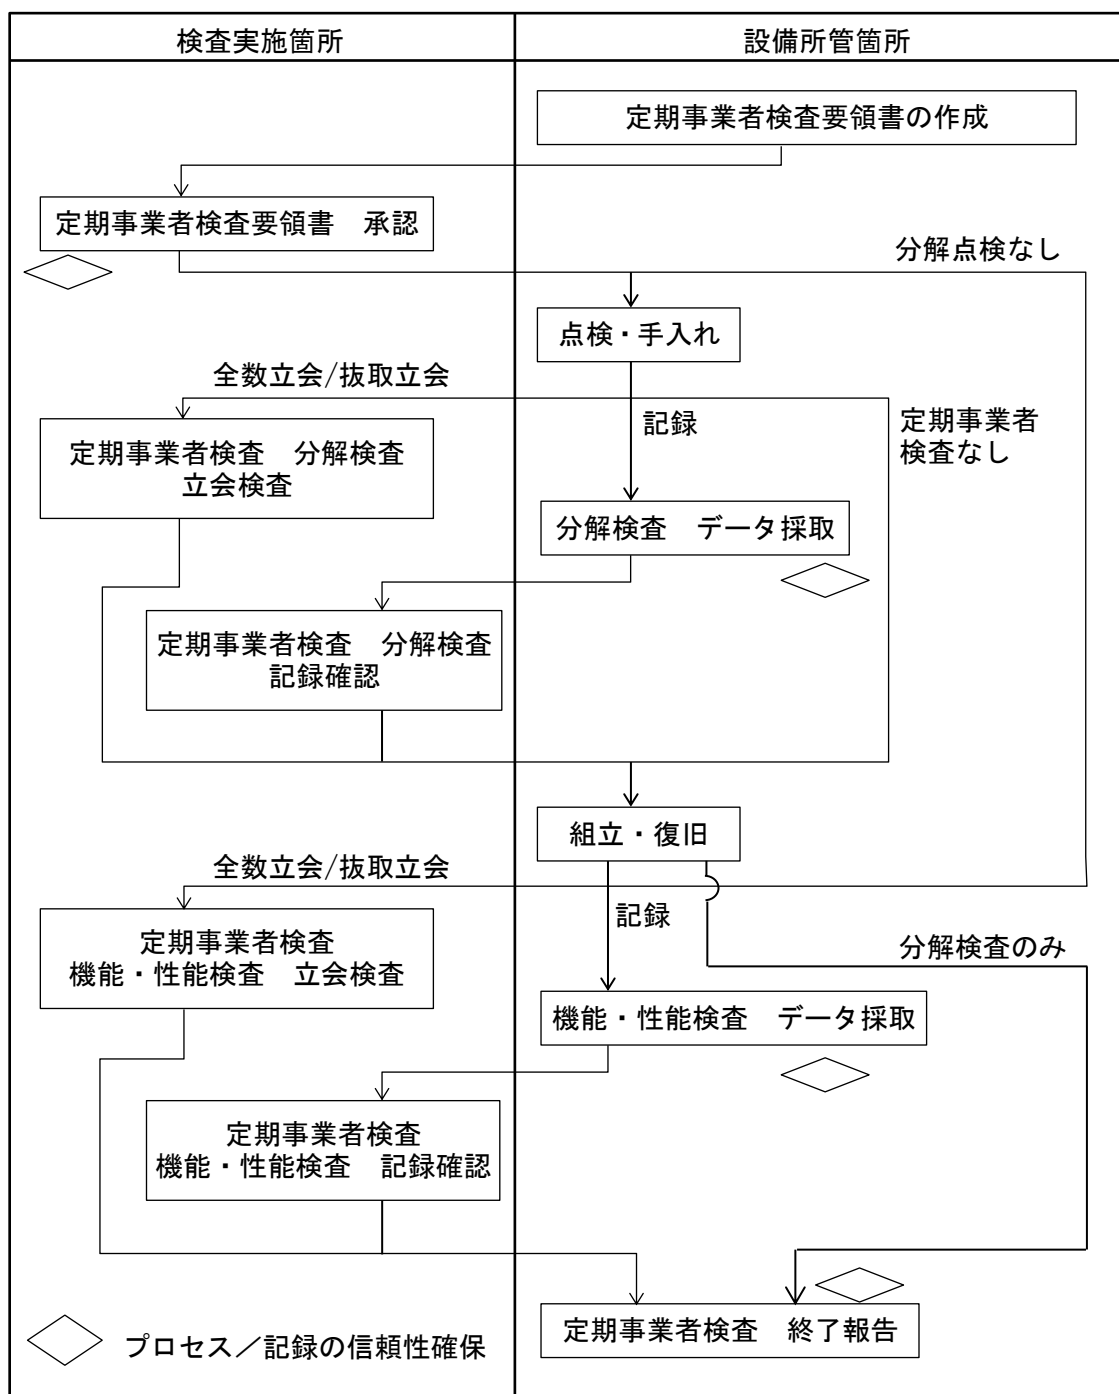 検査実施箇所
設備所管箇所
定期事業者検査要領書の作成
定期事業者検査要領書　承認
分解点検なし
点検・手入れ
全数立会/抜取立会
記録
定期事業者
検査なし
定期事業者検査　分解検査
立会検査
分解検査　データ採取
定期事業者検査　分解検査
記録確認
組立・復旧
全数立会/抜取立会
記録
定期事業者検査
機能・性能検査　立会検査
分解検査のみ
機能・性能検査　データ採取
定期事業者検査
機能・性能検査　記録確認
定期事業者検査　終了報告
プロセス／記録の信頼性確保